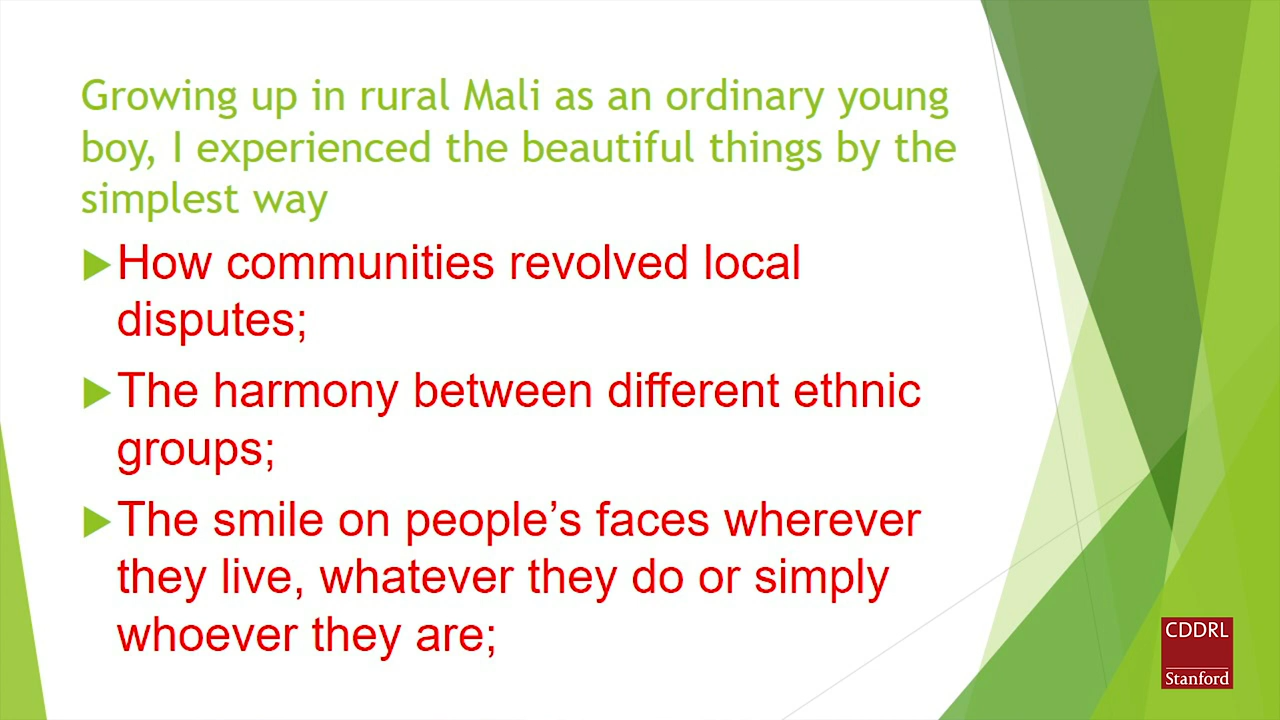 Growing up in rural Mali as an ordinary young
boy, I experienced the beautiful things by the
simplest way
How communities revolved local
disputes;
The harmony between different ethnic
groups;
The smile on people’s faces wherever
they live, whatever they do or simply
whoever they are;
CDDRL
Stanford